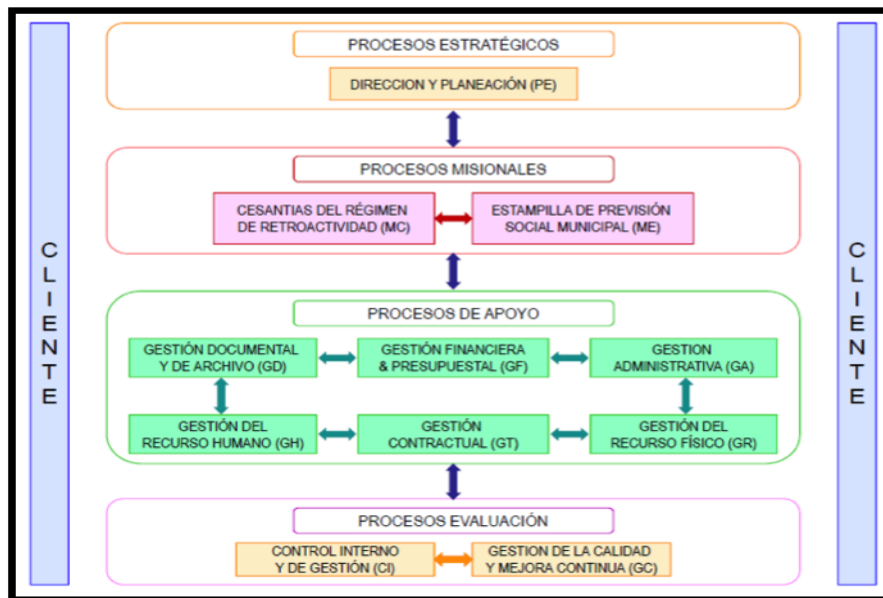 CLIENTE
PROCESOS ESTRATÉGICOS
DIRECCION Y PLANEACIÓN (PE)
PROCESOS MISIONALES
CESANTIAS DEL RÉGIMEN
DE RETROACTIVIDAD (MC)
ESTAMPILLA DE PREVISIÓN
SOCIAL MUNICIPAL (ME)
PROCESOS DE APOYO
GESTIÓN DOCUMENTAL
Y DE ARCHIVO (GD)
GESTIÓN FINANCIERA
& PRESUPUESTAL (GF)
GESTION
ADMINISTRATIVA (GA)
GESTIÓN DEL
RECURSO HUMANO (GH)
GESTIÓN
CONTRACTUAL (GT)
GESTIÓN DEL
RECURSO FÍSICO (GR)
PROCESOS EVALUACIÓN
CONTROL INTERNO
Y DE GESTIÓN (CI)
GESTION DE LA CALIDAD
Y MEJORA CONTINUA (GC)
CLIENTE